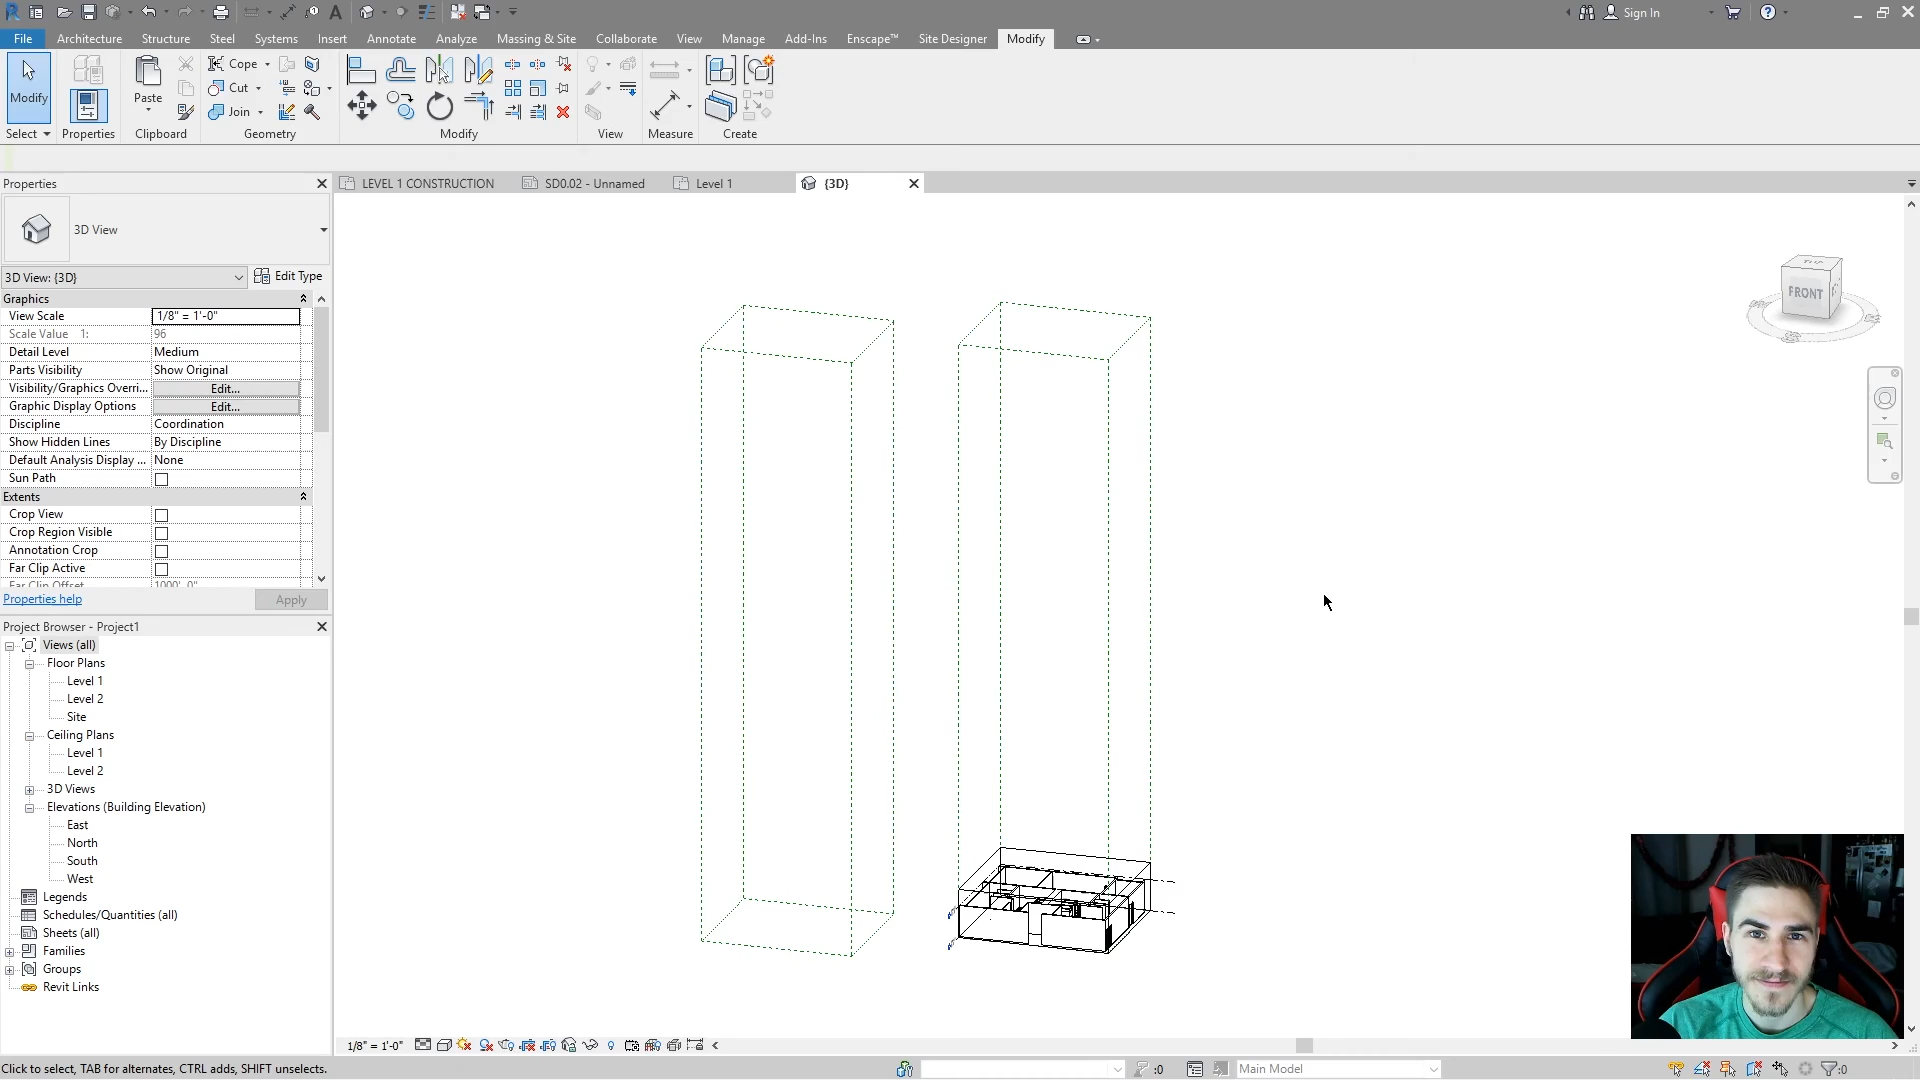 Sign In
File Architecture Structure Steel Systems Insert Annotate Analyze Massing & Site Collaborate View Manage Add-Ins Enscape™ Site Designer Modify
Modify
Paste
Cope
Cut
Join
Select Properties Clipboard Geometry Modify View Measure Create
Properties
LEVEL 1 CONSTRUCTION SD0.02 - Unnamed Level 1 {3D}
3D View
3D View: {3D} Edit Type
Graphics
View Scale 1/8" = 1'-0"
Scale Value 1: 96
Detail Level Medium
Parts Visibility Show Original
Visibility/Graphics Overri... Edit...
Graphic Display Options Edit...
Discipline Coordination
Show Hidden Lines By Discipline
Default Analysis Display ... None
Sun Path
Extents
Crop View
Crop Region Visible
Annotation Crop
Far Clip Active
Far Clip Offset 1000' 0"
Properties help Apply
Project Browser - Project1
Views (all)
Floor Plans
Level 1
Level 2
Site
Ceiling Plans
Level 1
Level 2
3D Views
Elevations (Building Elevation)
East
North
South
West
Legends
Schedules/Quantities (all)
Sheets (all)
Families
Groups
Revit Links
TOP
FRONT
1/8" = 1'-0"
Click to select, TAB for alternates, CTRL adds, SHIFT unselects.
:0
Main Model
:0